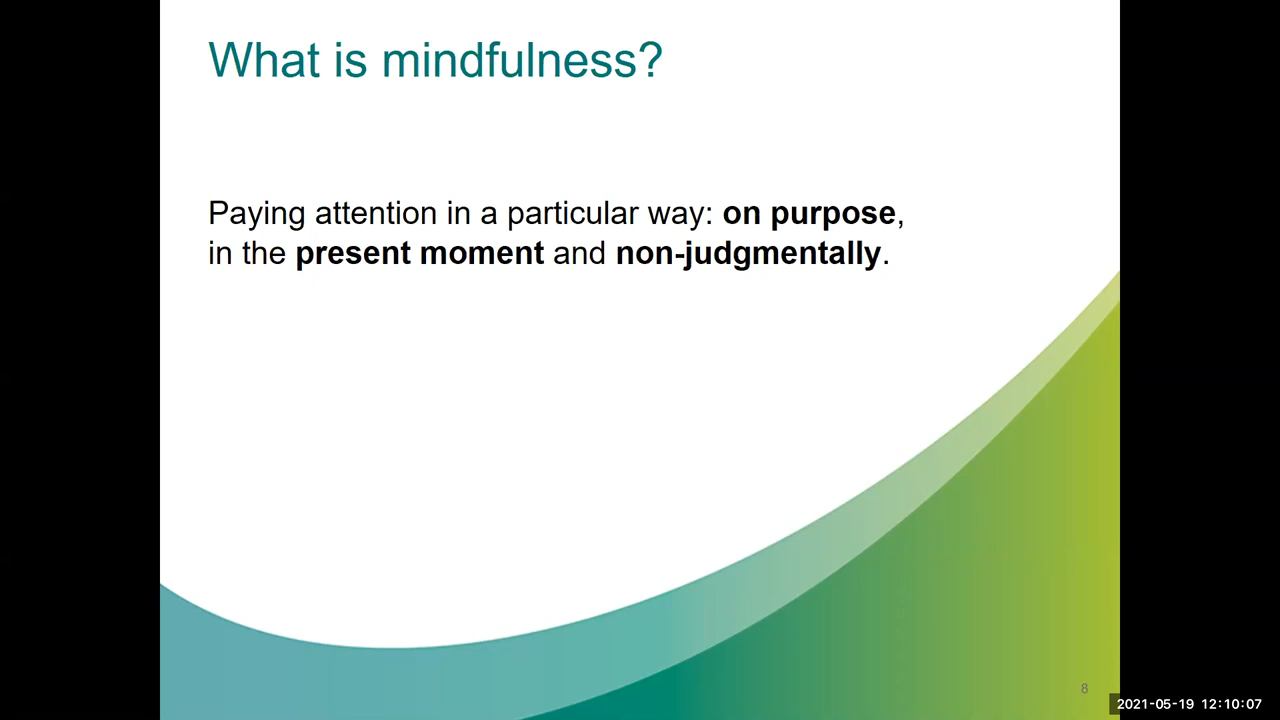 What is mindfulness?
Paying attention in a particular way: on purpose,
in the present moment and non-judgmentally.
8
2021-05-19 12:10:07